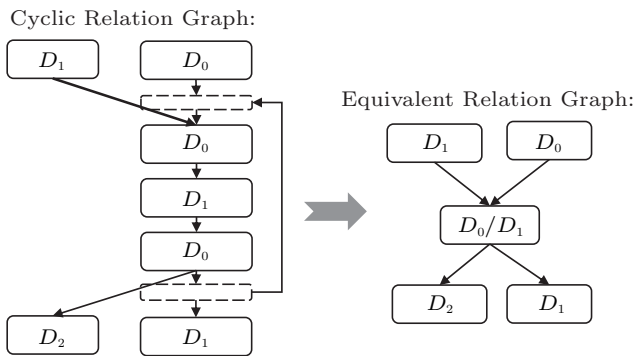 Cyclic Relation Graph:
D₁
D₀
D₀
D₁
D₀
D₂
D₁
Equivalent Relation Graph:
D₁
D₀
D₀/D₁
D₂
D₁